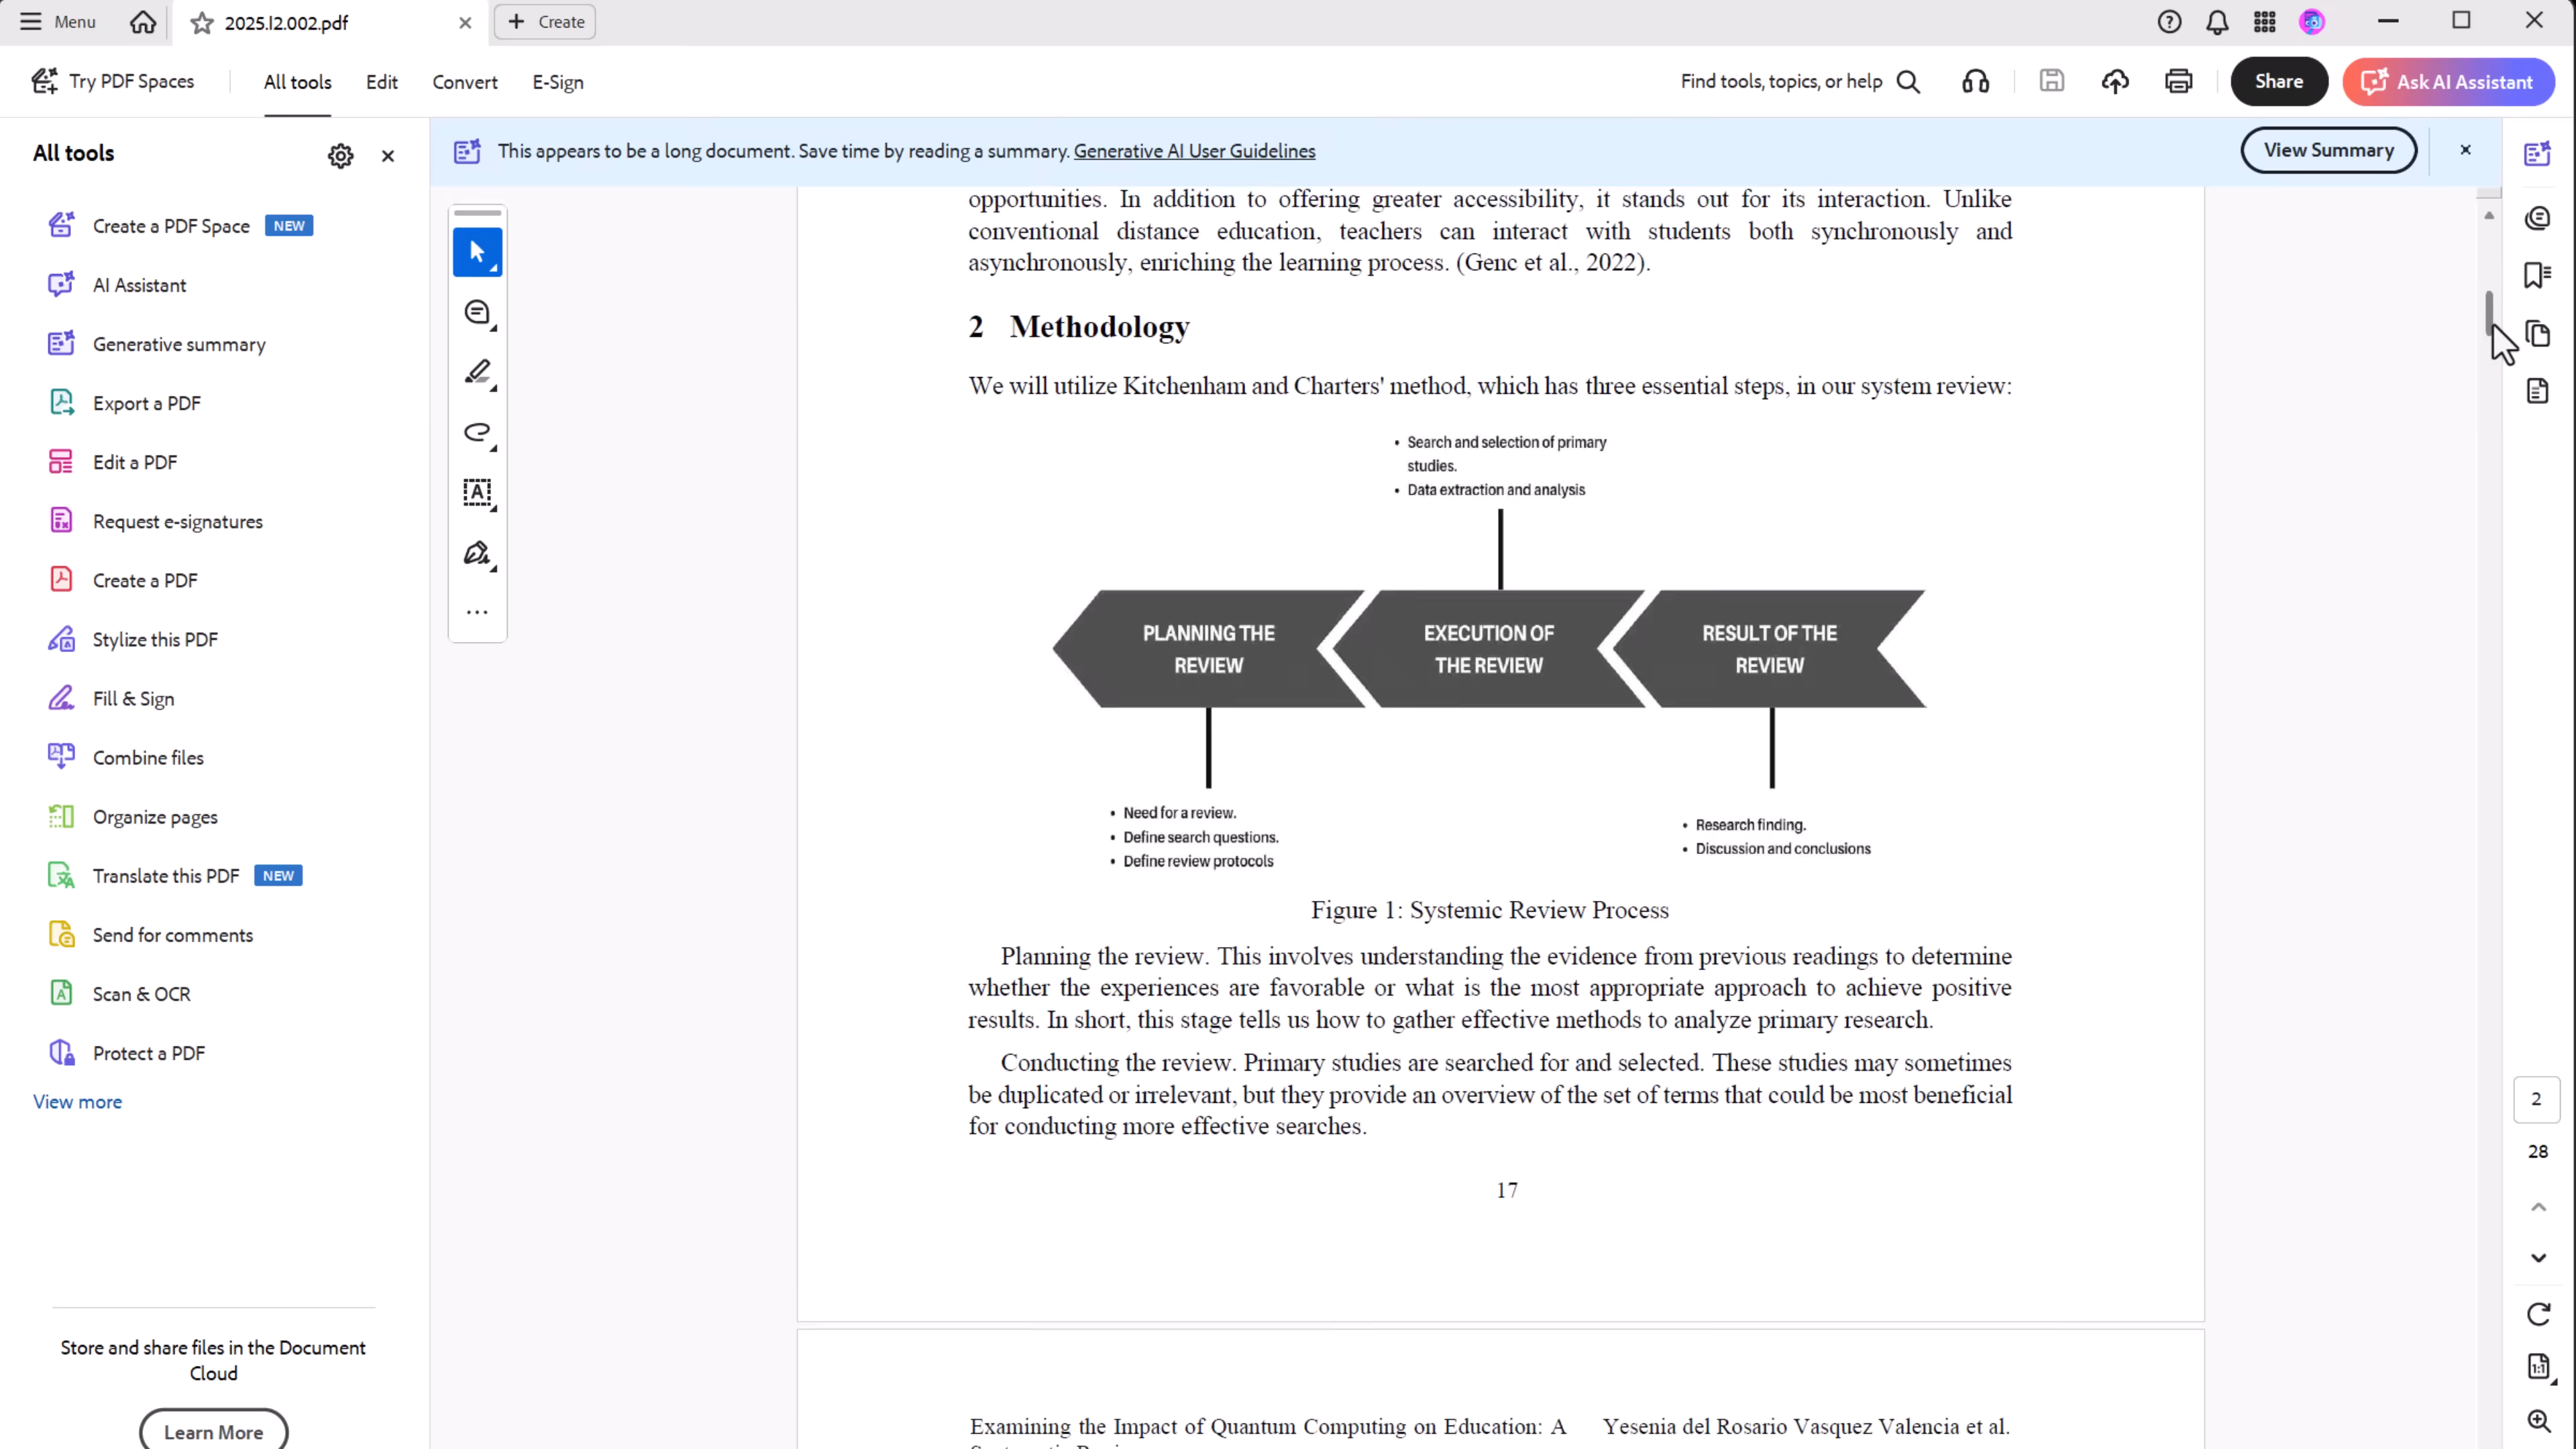 Menu
2025.l2.002.pdf
Create
Try PDF Spaces
All tools
Edit
Convert
E-Sign
Find tools, topics, or help
Share
Ask AI Assistant
All tools
Create a PDF Space NEW
AI Assistant
Generative summary
Export a PDF
Edit a PDF
Request e-signatures
Create a PDF
Stylize this PDF
Fill & Sign
Combine files
Organize pages
Translate this PDF NEW
Send for comments
Scan & OCR
Protect a PDF
View more
Store and share files in the Document
Cloud
Learn More
This appears to be a long document. Save time by reading a summary. Generative AI User Guidelines
View Summary
opportunities. In addition to offering greater accessibility, it stands out for its interaction. Unlike
conventional distance education, teachers can interact with students both synchronously and
asynchronously, enriching the learning process. (Genc et al., 2022).
2 Methodology
We will utilize Kitchenham and Charters' method, which has three essential steps, in our system review:
• Search and selection of primary
studies.
• Data extraction and analysis
PLANNING THE
REVIEW
EXECUTION OF
THE REVIEW
RESULT OF THE
REVIEW
• Need for a review.
• Define search questions.
• Define review protocols
• Research finding.
• Discussion and conclusions
Figure 1: Systemic Review Process
Planning the review. This involves understanding the evidence from previous readings to determine
whether the experiences are favorable or what is the most appropriate approach to achieve positive
results. In short, this stage tells us how to gather effective methods to analyze primary research.
Conducting the review. Primary studies are searched for and selected. These studies may sometimes
be duplicated or irrelevant, but they provide an overview of the set of terms that could be most beneficial
for conducting more effective searches.
17
Examining the Impact of Quantum Computing on Education: A
Yesenia del Rosario Vasquez Valencia et al.
2
28
1:1